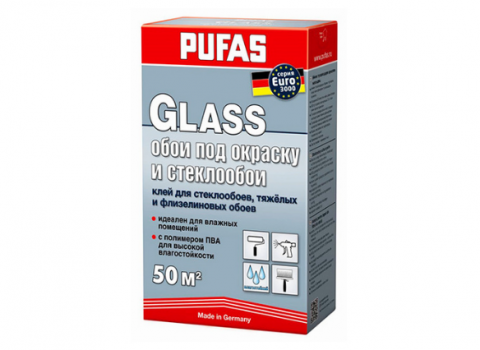 PUFAS
серия
Euro
3000
GLASS
обои под окраску
и стеклообои
клей для стеклообоев, тяжёлых
и флизелиновых обоев
• идеален для влажных
помещений
• с полимером ПВА
для высокой
влагостойкости
50 м²
Made in Germany